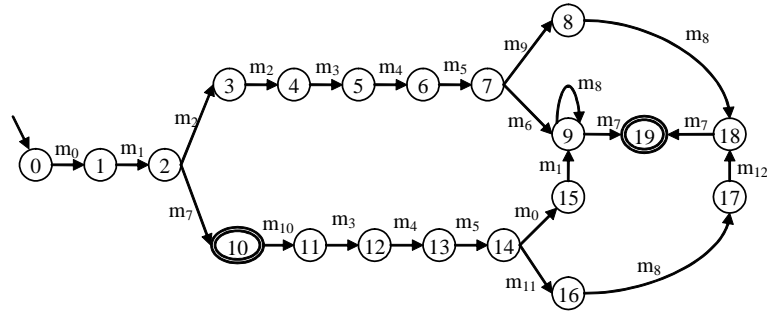 8
m₉ m₈
m₂ m₃ m₄ m₅
3 4 5 6 7
m₈
m₂ m₆ m₇ m₇
9 19 18
m₀ m₁
0 1 2
m₁ m₁₂
15 17
m₇
m₁₀ m₃ m₄ m₅ m₀
10 11 12 13 14
m₈
m₁₁
16